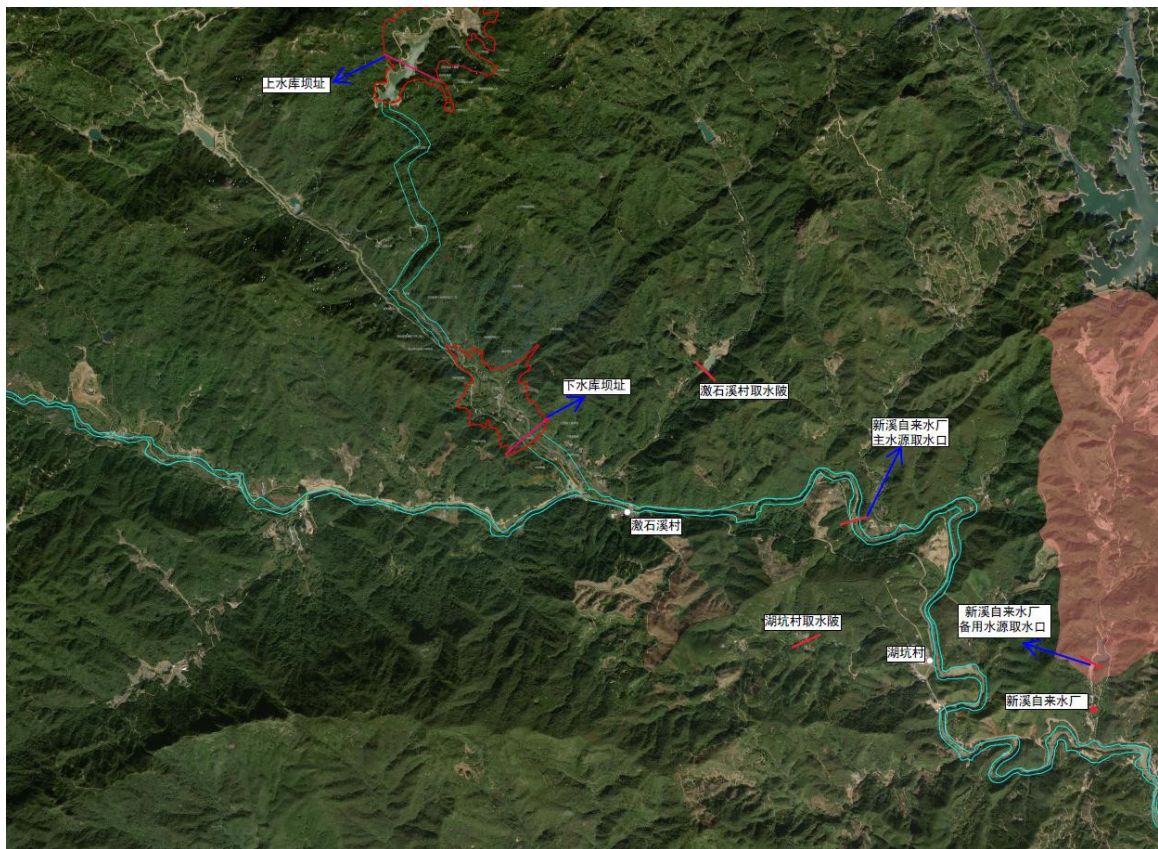 上水库坝址
下水库坝址
激石溪村取水陂
新溪自来水厂
主水源取水口
激石溪村
湖坑村取水陂
湖坑村
新溪自来水厂
备用水源取水口
新溪自来水厂